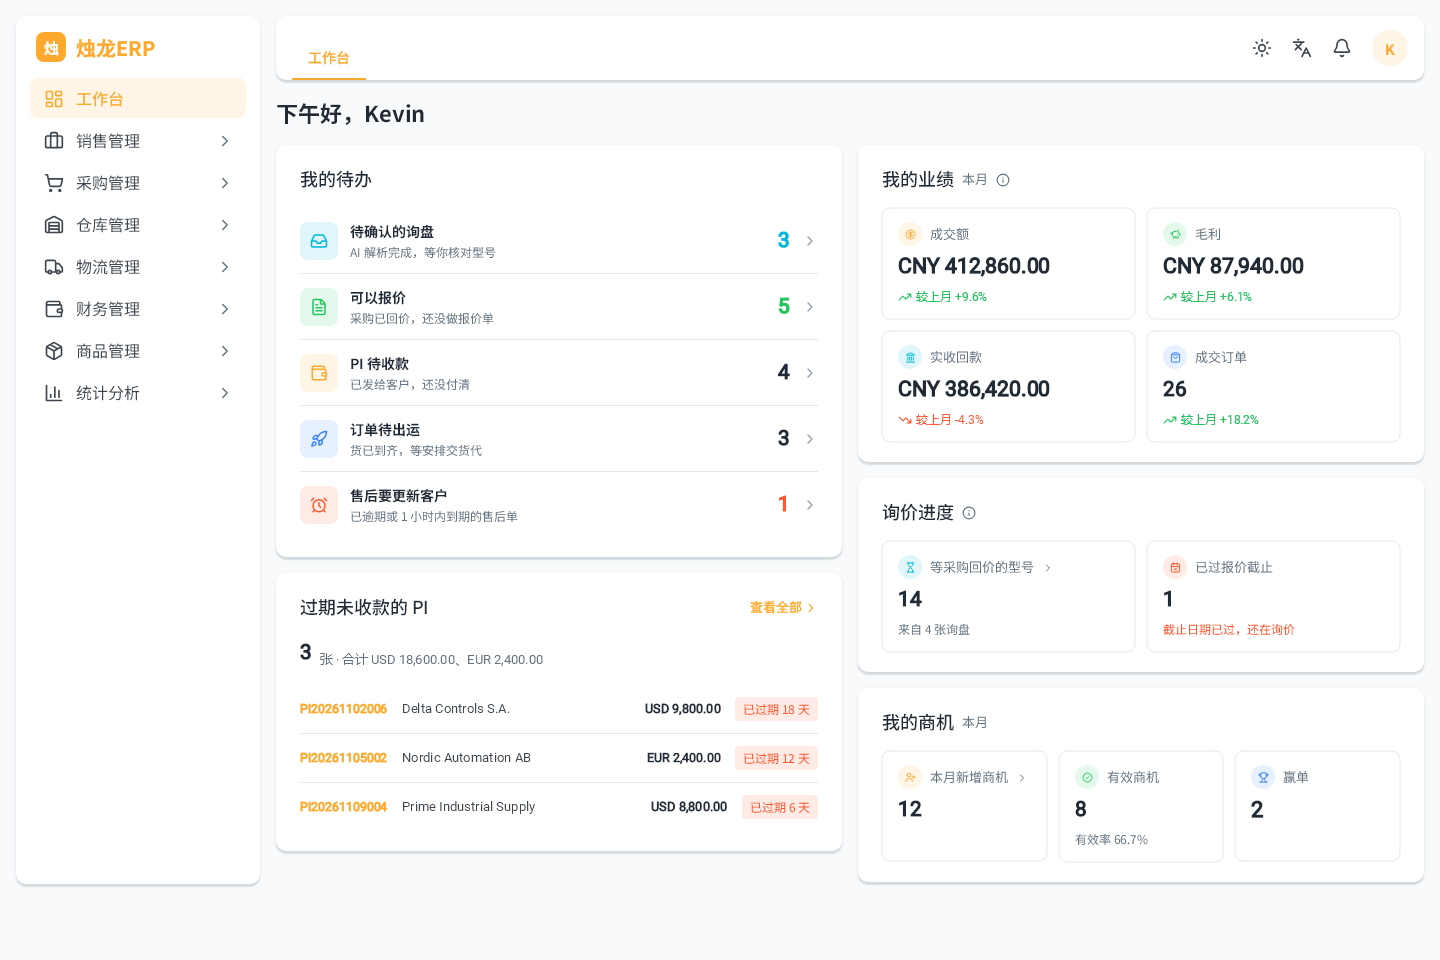 烛 烛龙ERP
工作台
销售管理
采购管理
仓库管理
物流管理
财务管理
商品管理
统计分析
工作台
K
下午好，Kevin
我的待办
待确认的询盘
AI 解析完成，等你核对型号
3
可以报价
采购已回价，还没做报价单
5
PI 待收款
已发给客户，还没付清
4
订单待出运
货已到齐，等安排交货代
3
售后要更新客户
已逾期或 1 小时内到期的售后单
1
过期未收款的 PI
查看全部
3 张 · 合计 USD 18,600.00、EUR 2,400.00
PI20261102006 Delta Controls S.A. USD 9,800.00 已过期 18 天
PI20261105002 Nordic Automation AB EUR 2,400.00 已过期 12 天
PI20261109004 Prime Industrial Supply USD 8,800.00 已过期 6 天
我的业绩 本月
成交额
CNY 412,860.00
较上月 +9.6%
毛利
CNY 87,940.00
较上月 +6.1%
实收回款
CNY 386,420.00
较上月 -4.3%
成交订单
26
较上月 +18.2%
询价进度
等采购回价的型号
14
来自 4 张询盘
已过报价截止
1
截止日期已过，还在询价
我的商机 本月
本月新增商机
12
有效商机
8
有效率 66.7%
赢单
2